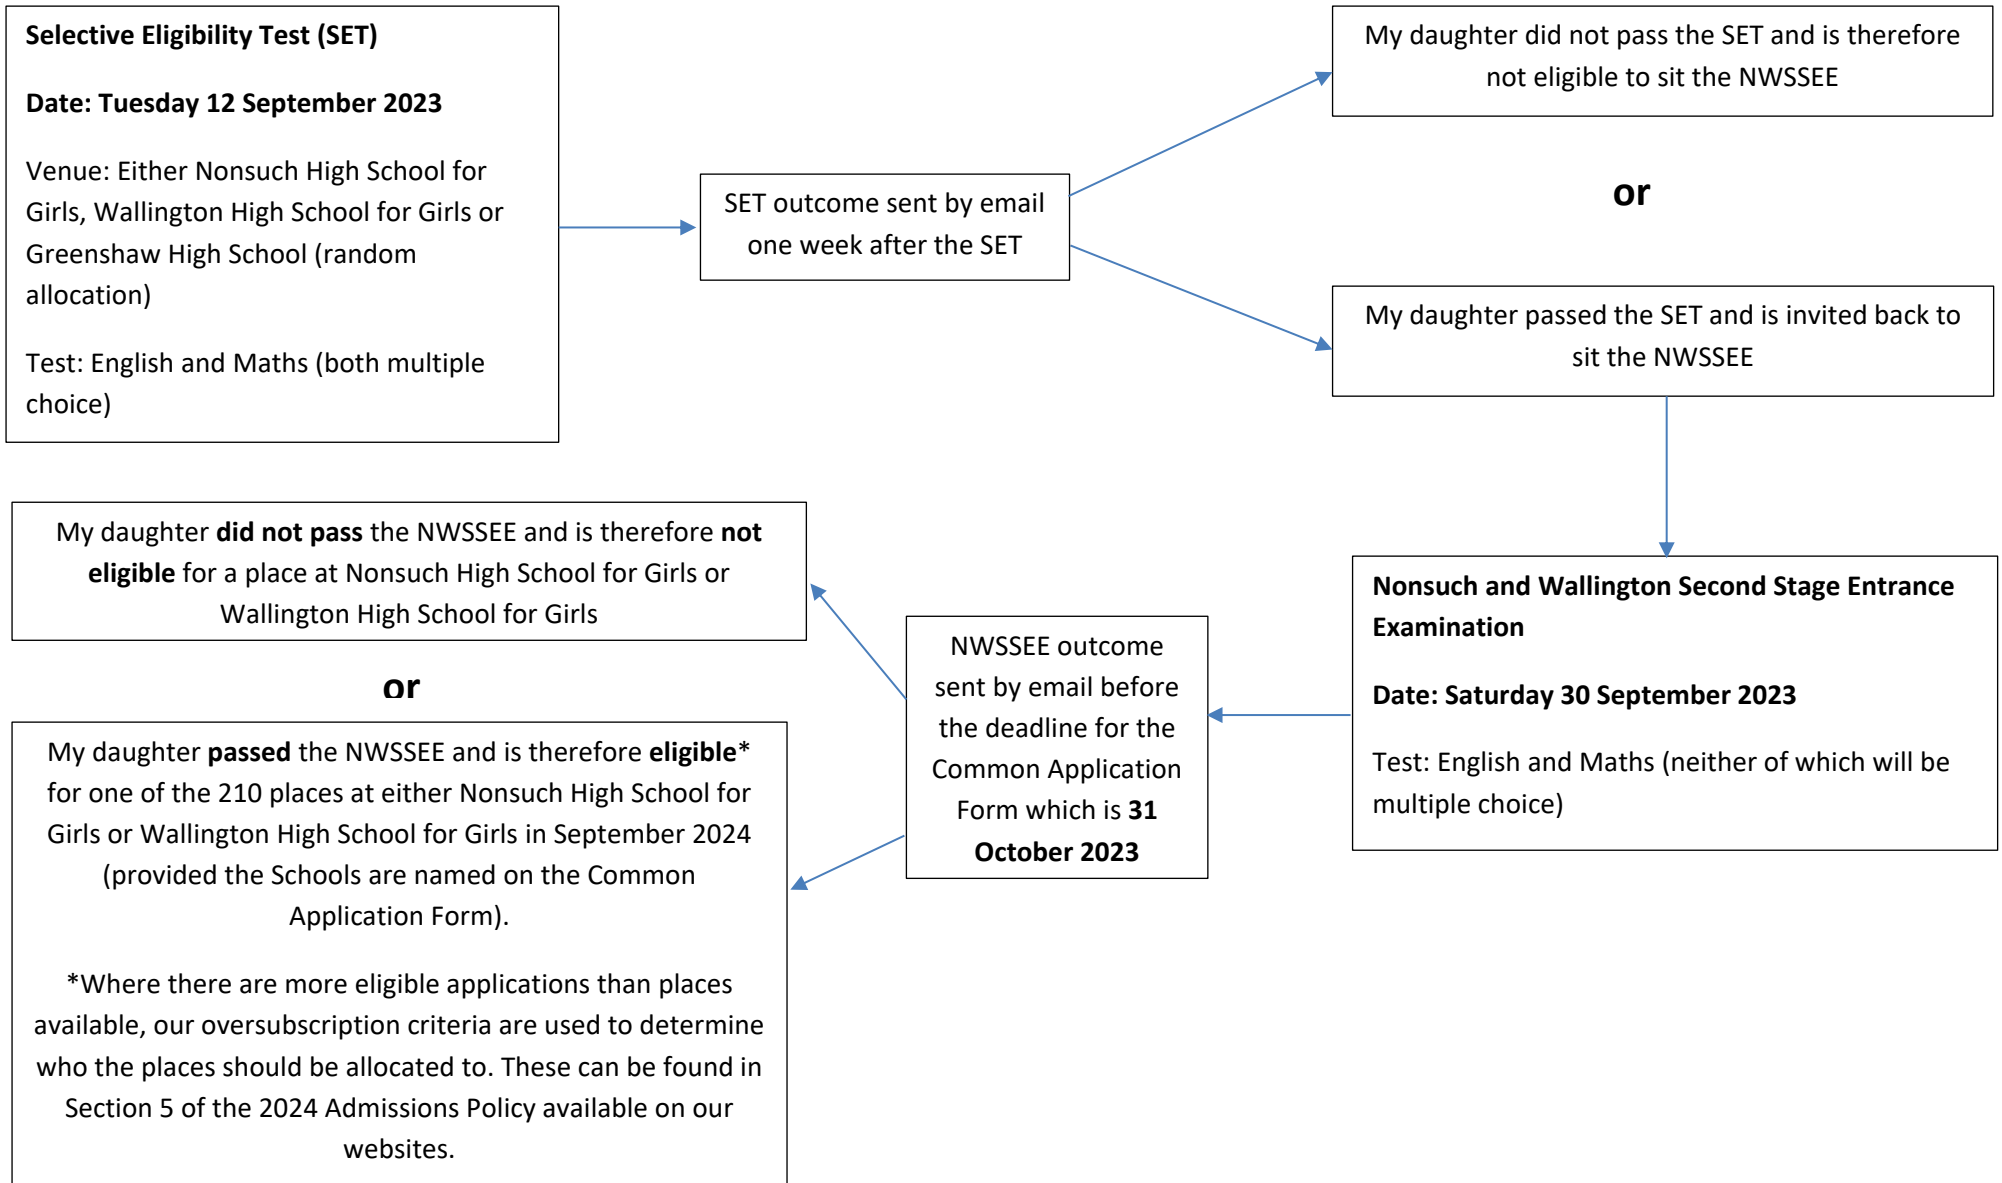 Selective Eligibility Test (SET)
Date: Tuesday 12 September 2023
Venue: Either Nonsuch High School for
Girls, Wallington High School for Girls or
Greenshaw High School (random
allocation)
Test: English and Maths (both multiple
choice)
SET outcome sent by email
one week after the SET
My daughter did not pass the SET and is therefore
not eligible to sit the NWSSEE
or
My daughter passed the SET and is invited back to
sit the NWSSEE
Nonsuch and Wallington Second Stage Entrance
Examination
Date: Saturday 30 September 2023
Test: English and Maths (neither of which will be
multiple choice)
NWSSEE outcome
sent by email before
the deadline for the
Common Application
Form which is 31
October 2023
My daughter did not pass the NWSSEE and is therefore not
eligible for a place at Nonsuch High School for Girls or
Wallington High School for Girls
or
My daughter passed the NWSSEE and is therefore eligible*
for one of the 210 places at either Nonsuch High School for
Girls or Wallington High School for Girls in September 2024
(provided the Schools are named on the Common
Application Form).
*Where there are more eligible applications than places
available, our oversubscription criteria are used to determine
who the places should be allocated to. These can be found in
Section 5 of the 2024 Admissions Policy available on our
websites.